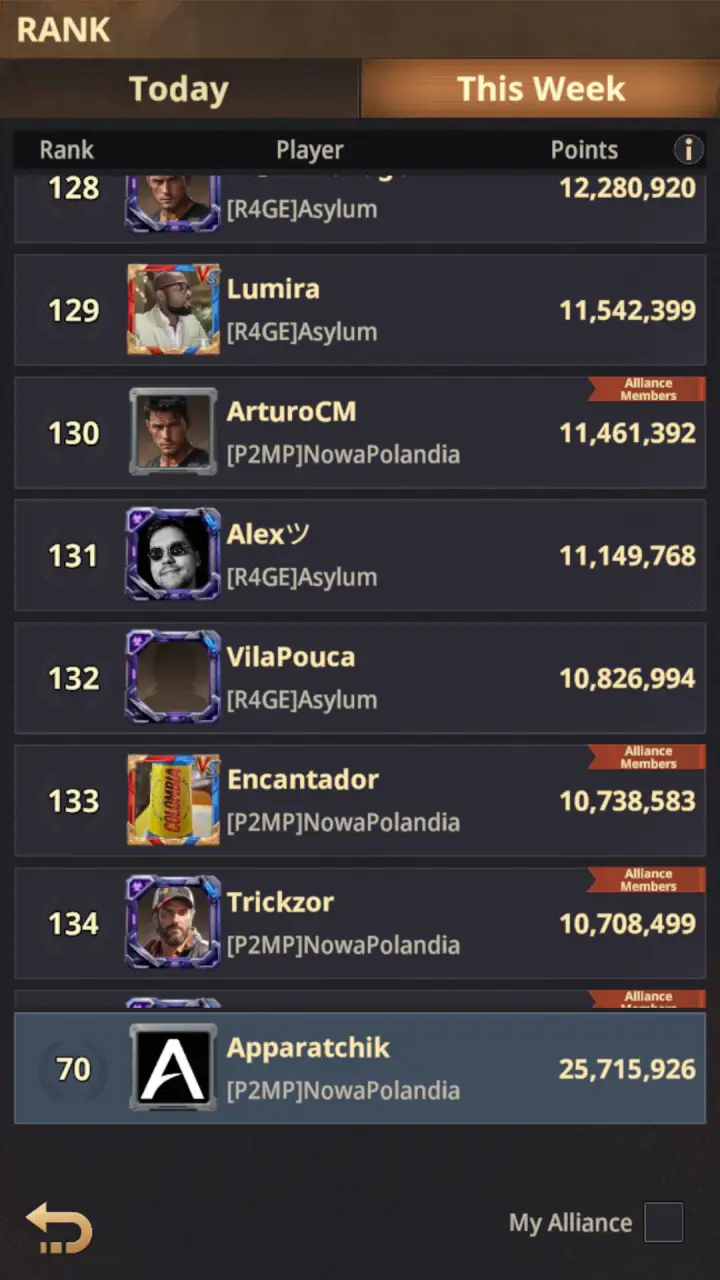 RANK
Today
This Week
Rank
Player
Points
128
[R4GE]Asylum
12,280,920
129
Lumira
[R4GE]Asylum
11,542,399
130
ArturoCM
[P2MP]NowaPolandia
Alliance
Members
11,461,392
131
Alexツ
[R4GE]Asylum
11,149,768
132
VilaPouca
[R4GE]Asylum
10,826,994
133
COLOMBIA
Encantador
[P2MP]NowaPolandia
Alliance
Members
10,738,583
134
Trickzor
[P2MP]NowaPolandia
Alliance
Members
10,708,499
Alliance
70
A
Apparatchik
[P2MP]NowaPolandia
25,715,926
My Alliance